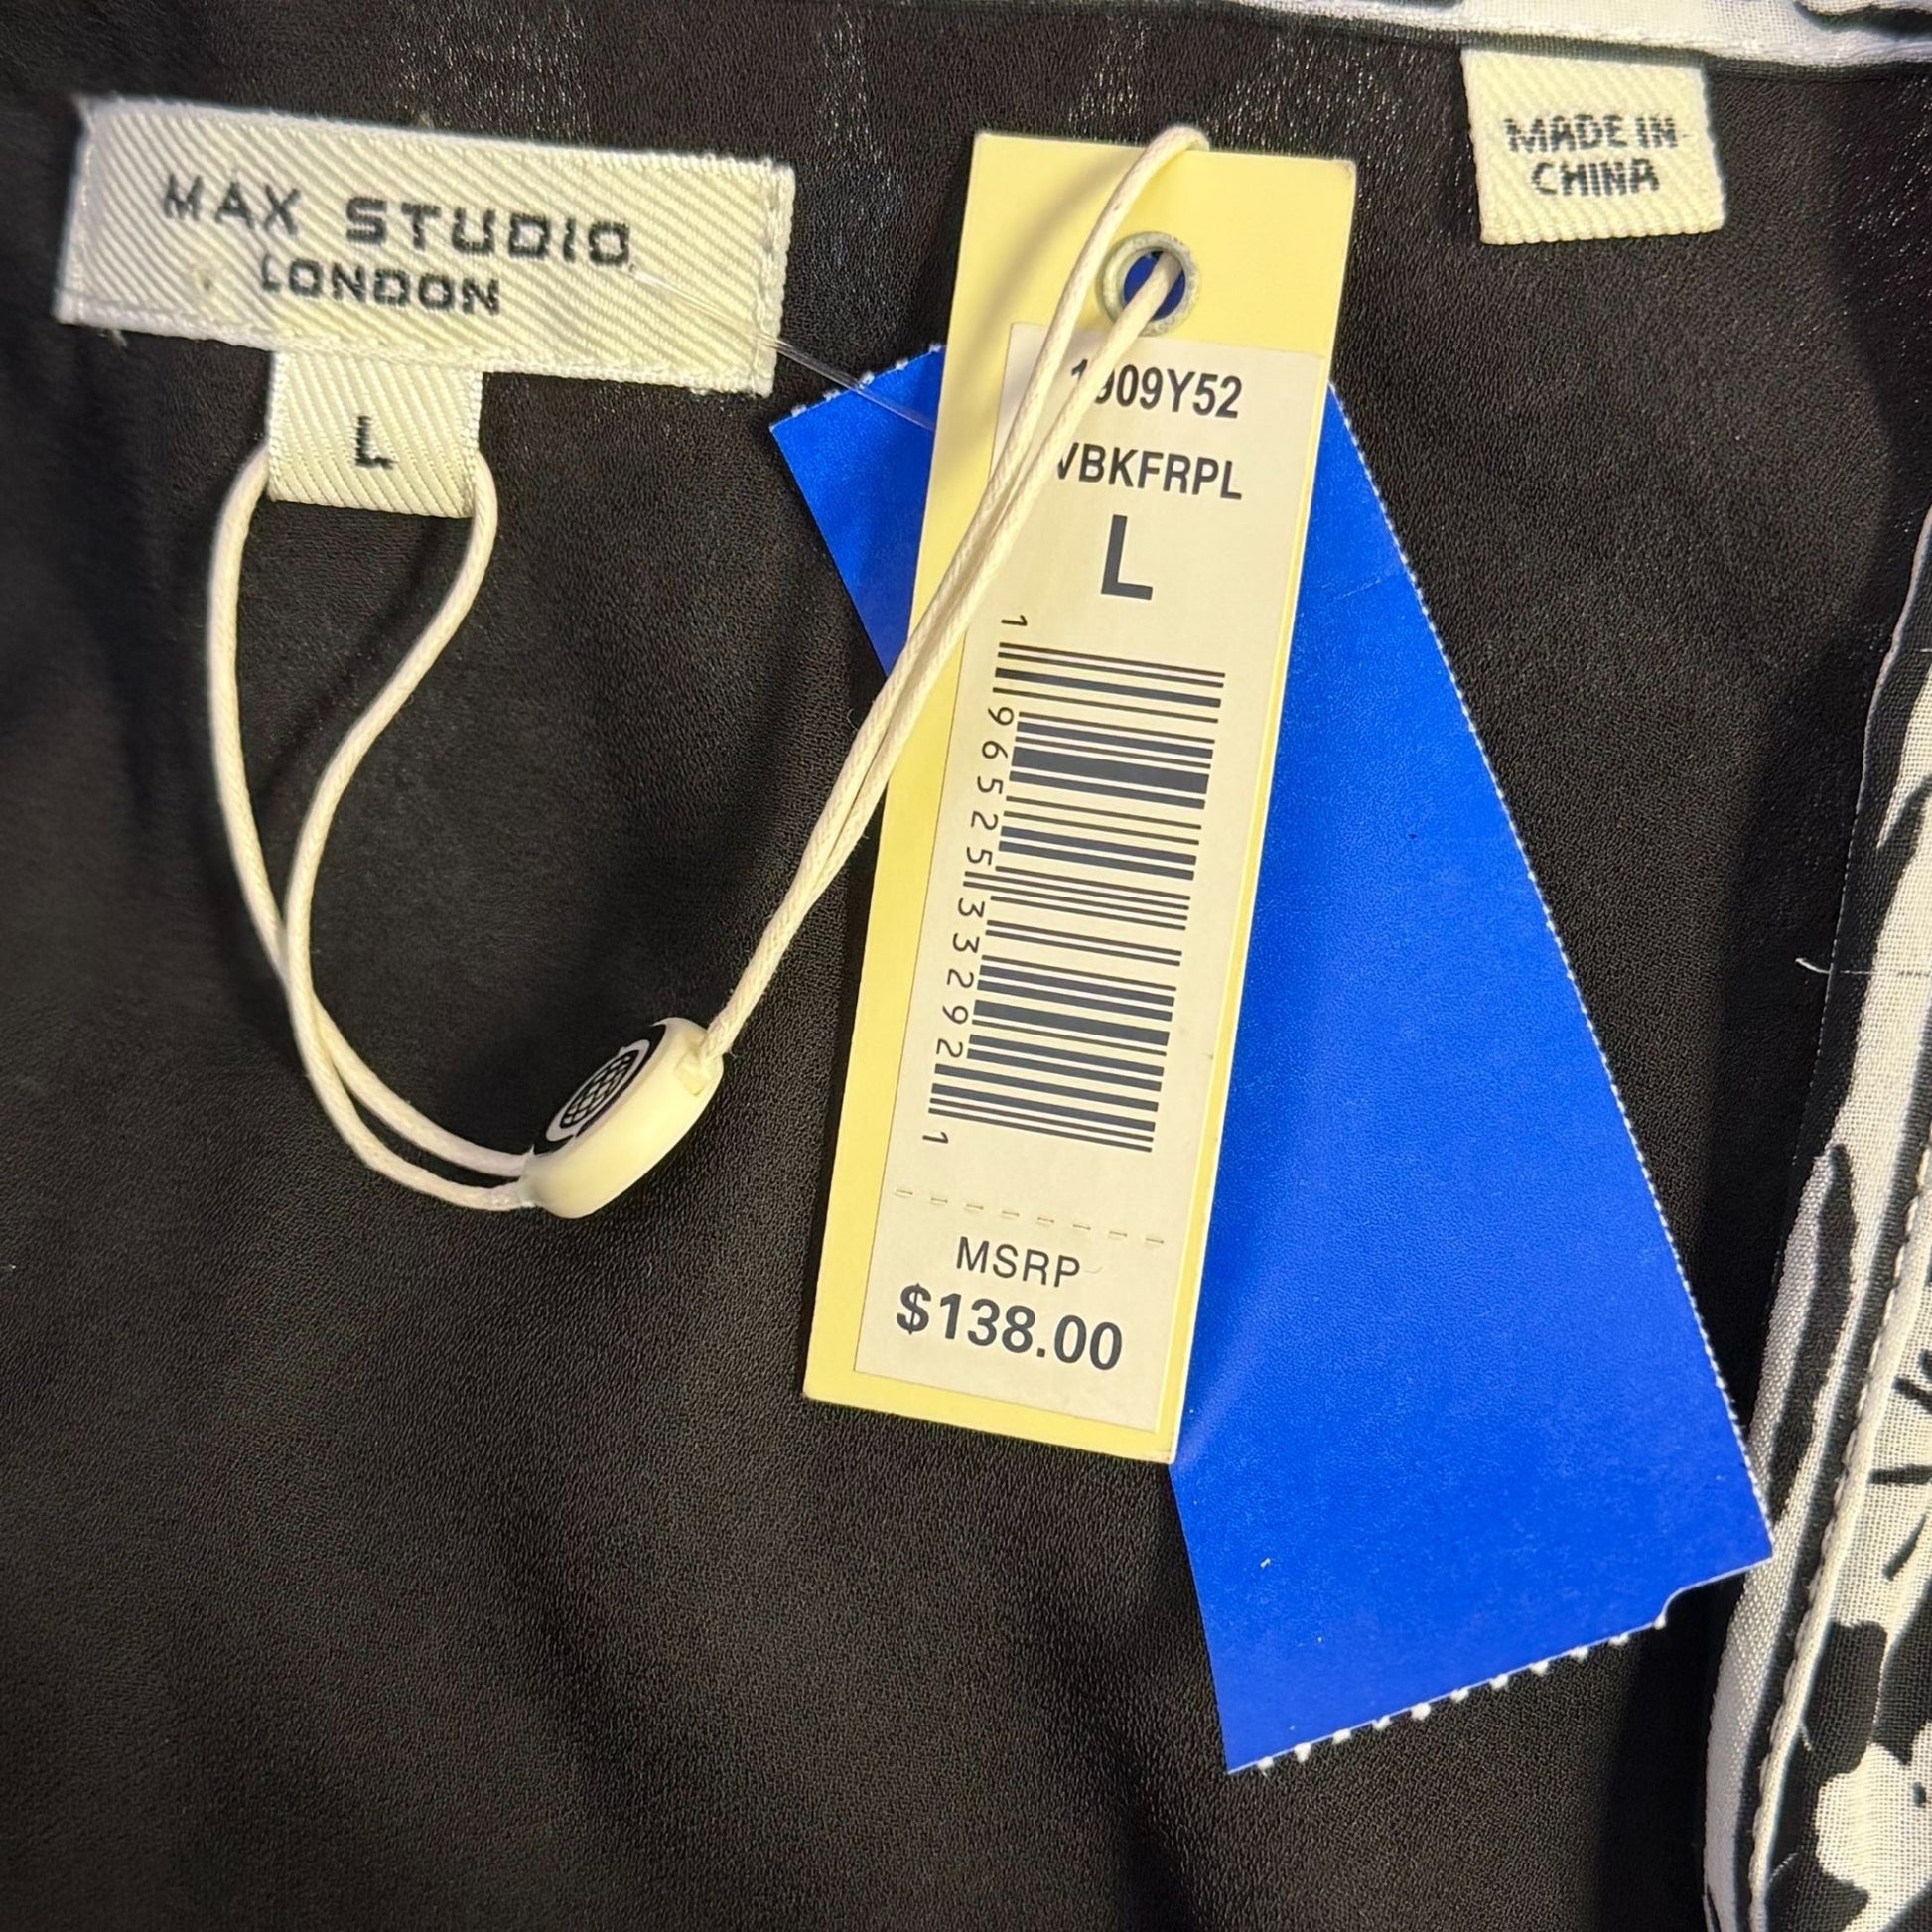 MAX STUDIO
LONDON
L
MADE IN
CHINA
1909Y52
VBKFRPL
L
1 96525 33292 1
MSRP
$138.00